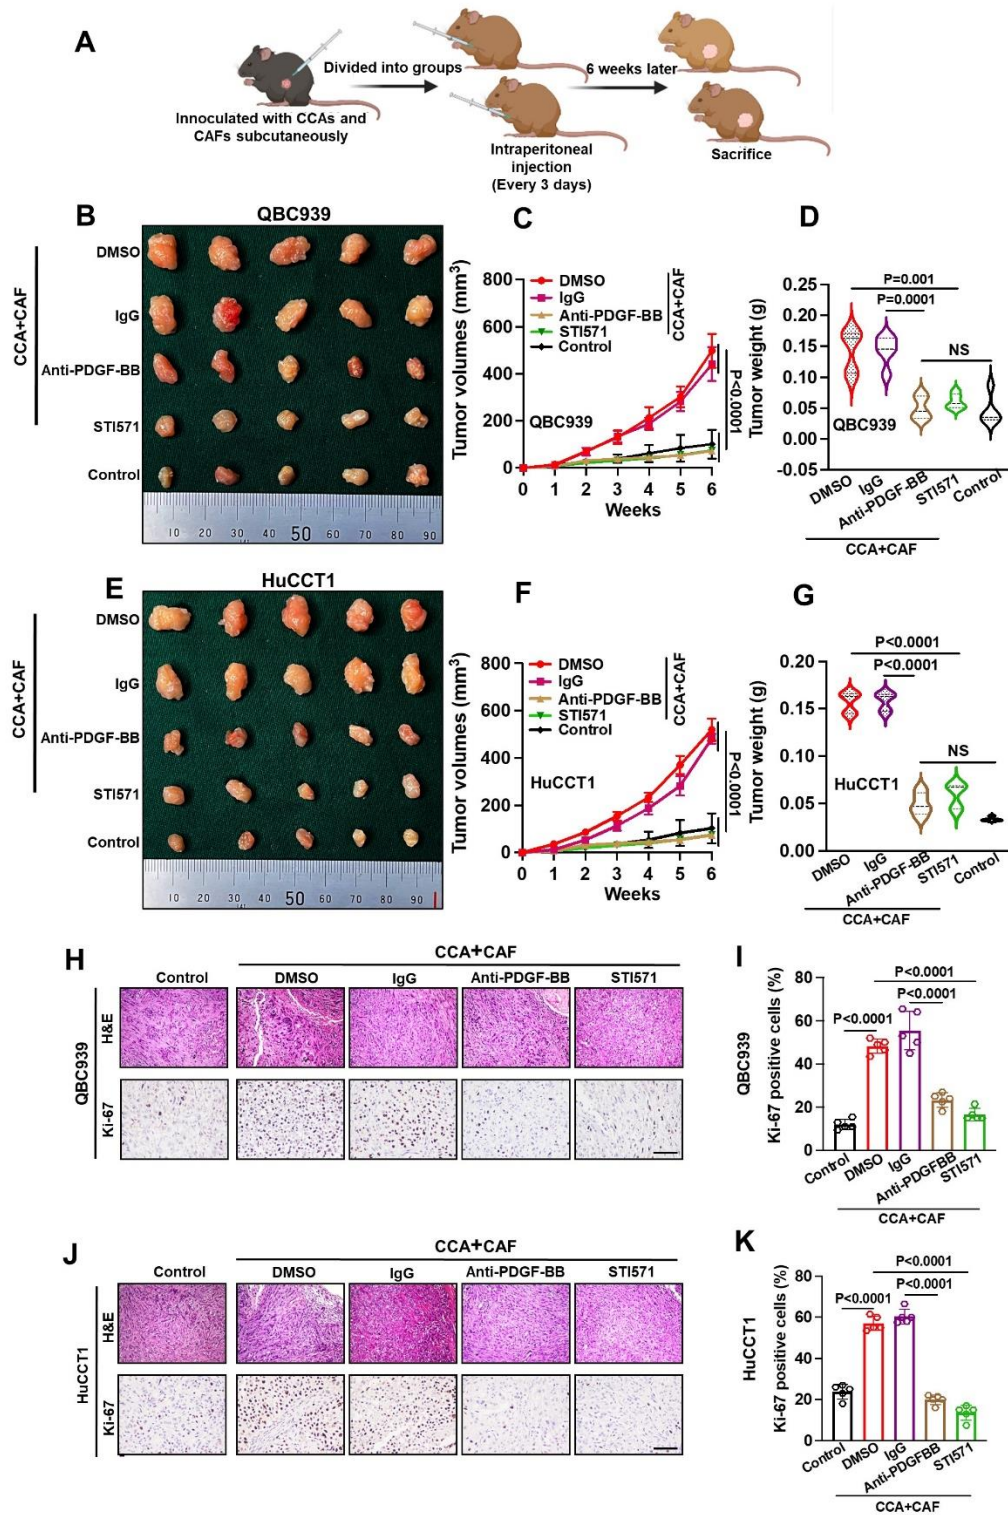 A
Divided into groups
6 weeks later
Innoculated with CCAs and
CAFs subcutaneously
Intraperitoneal
injection
(Every 3 days)
Sacrifice
B
QBC939
CCA+CAF
DMSO
IgG
Anti-PDGF-BB
STI571
Control
10 20 30 50 60 70 80 90
C
Tumor volumes (mm³)
800
600
400
200
0
DMSO
IgG
Anti-PDGF-BB
STI571
Control
CCA+CAF
QBC939
P<0.0001
0 1 2 3 4 5 6
Weeks
D
Tumor weight (g)
0.25
0.20
0.15
0.10
0.05
0.00
-0.05
P=0.001
P=0.0001
NS
QBC939
DMSO
IgG
Anti-PDGF-BB
STI571
Control
CCA+CAF
E
HuCCT1
CCA+CAF
DMSO
IgG
Anti-PDGF-BB
STI571
Control
10 20 30 50 60 70 80 90
F
Tumor volumes (mm³)
800
600
400
200
0
DMSO
IgG
Anti-PDGF-BB
STI571
Control
CCA+CAF
HuCCT1
P<0.0001
0 1 2 3 4 5 6
Weeks
G
Tumor weight (g)
0.20
0.15
0.10
0.05
0.00
P<0.0001
P<0.0001
NS
HuCCT1
DMSO
IgG
Anti-PDGF-BB
STI571
Control
CCA+CAF
H
CCA+CAF
Control DMSO IgG Anti-PDGF-BB STI571
QBC939
H&E
Ki-67
I
QBC939
Ki-67 positive cells (%)
80
60
40
20
0
P<0.0001
P<0.0001
P<0.0001
Control
DMSO
IgG
Anti-PDGFBB
STI571
CCA+CAF
J
CCA+CAF
Control DMSO IgG Anti-PDGF-BB STI571
HuCCT1
H&E
Ki-67
K
HuCCT1
Ki-67 positive cells (%)
80
60
40
20
0
P<0.0001
P<0.0001
P<0.0001
Control
DMSO
IgG
Anti-PDGFBB
STI571
CCA+CAF